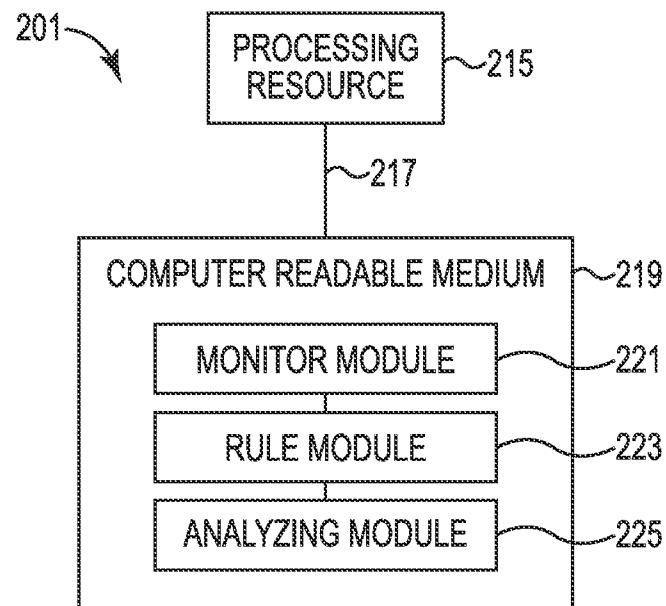 201
PROCESSING
RESOURCE
215
217
COMPUTER READABLE MEDIUM
219
MONITOR MODULE
221
RULE MODULE
223
ANALYZING MODULE
225